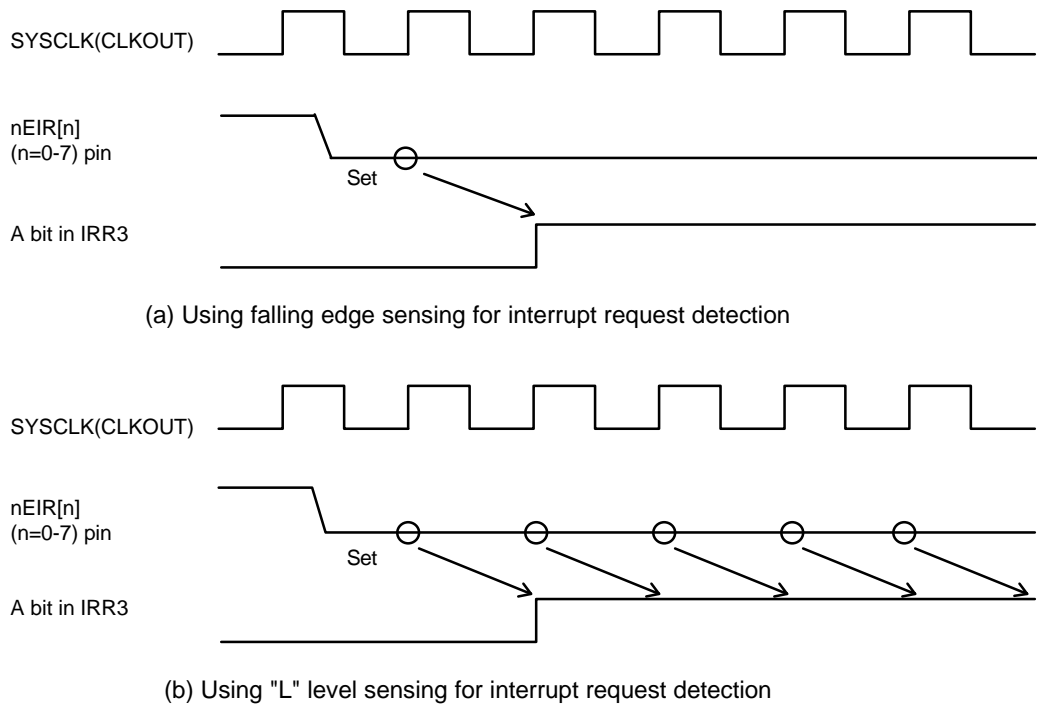 SYSCLK(CLKOUT)
nEIR[n]
(n=0-7) pin
Set
A bit in IRR3
(a) Using falling edge sensing for interrupt request detection
SYSCLK(CLKOUT)
nEIR[n]
(n=0-7) pin
Set
A bit in IRR3
(b) Using "L" level sensing for interrupt request detection